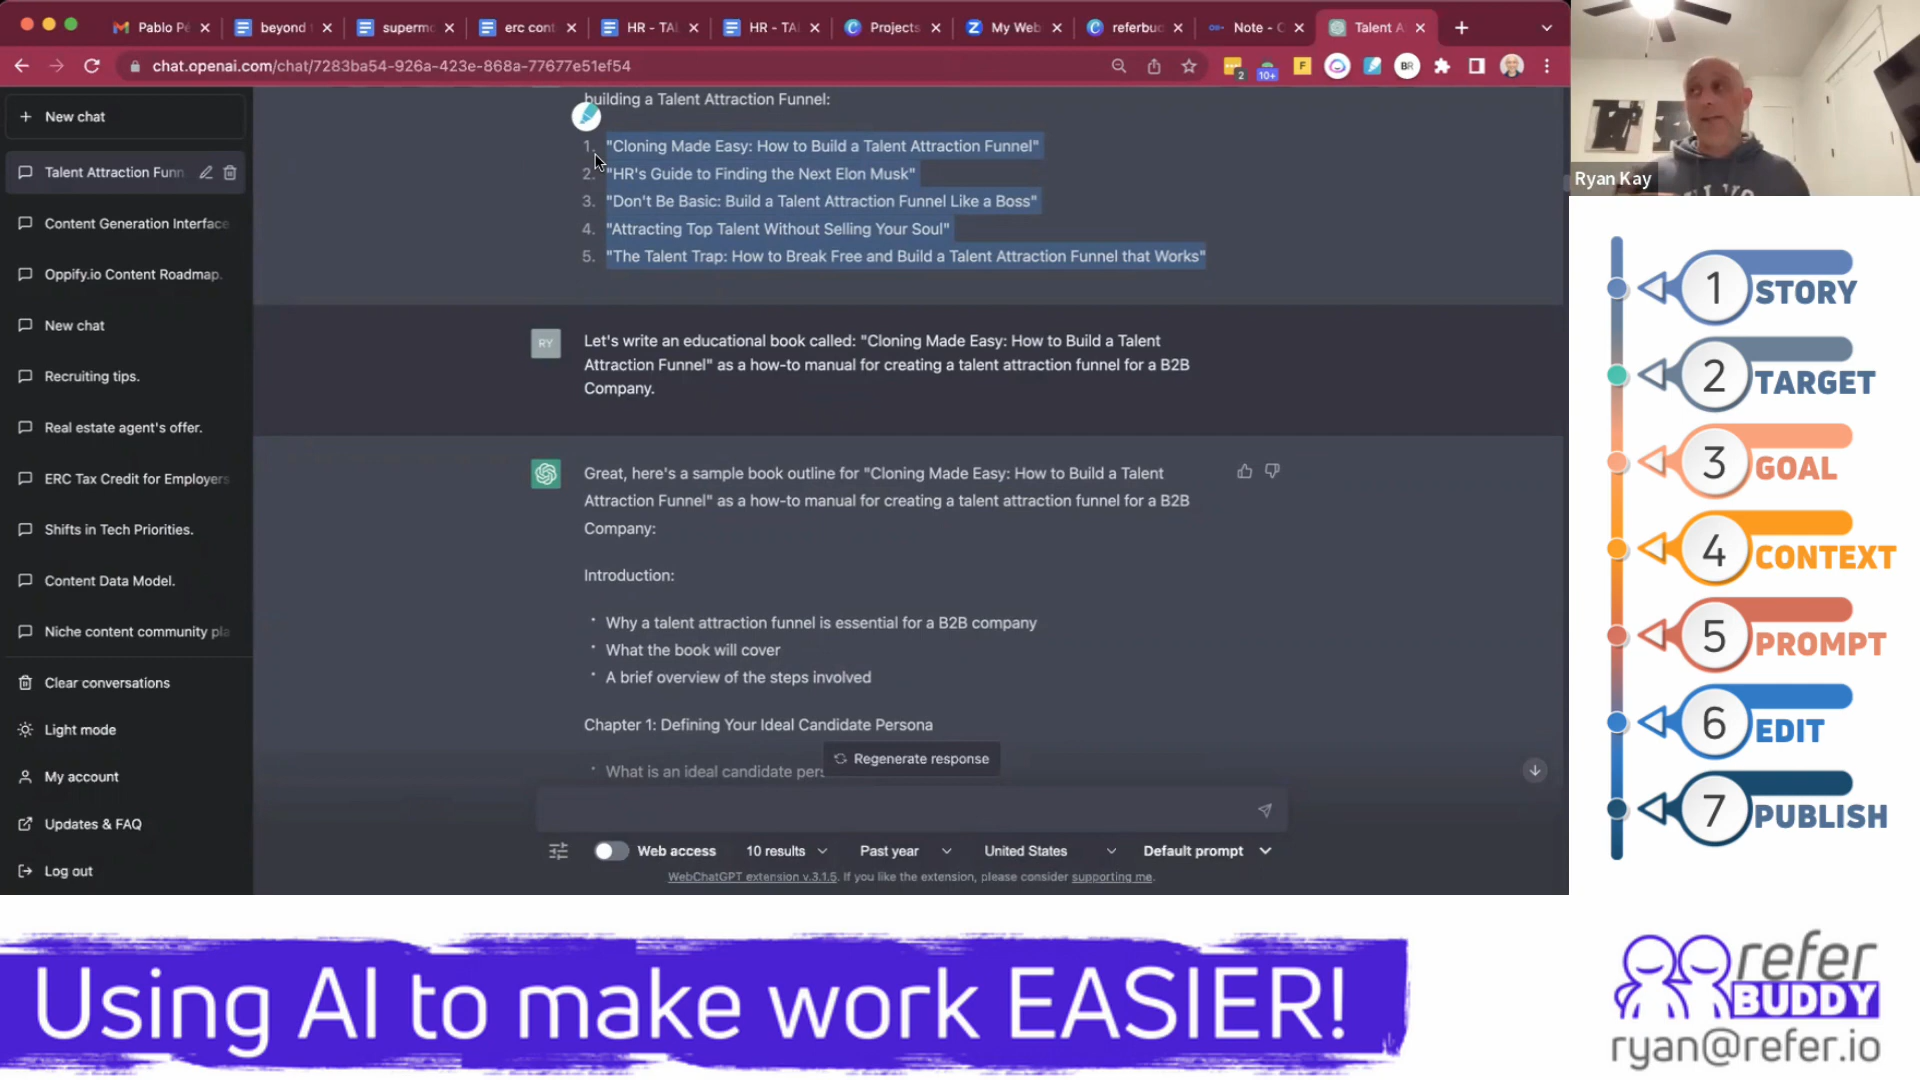 Pablo Pé
beyond
supermo
erc cont
HR - TAL
HR - TAL
Projects
My Web
referbud
Note - C
Talent A
chat.openai.com/chat/7283ba54-926a-423e-868a-77677e51ef54
2
10+
F
BR
New chat
Talent Attraction Funn
Content Generation Interface
Oppify.io Content Roadmap.
New chat
Recruiting tips.
Real estate agent's offer.
ERC Tax Credit for Employers
Shifts in Tech Priorities.
Content Data Model.
Niche content community pla
Clear conversations
Light mode
My account
Updates & FAQ
Log out
building a Talent Attraction Funnel:
1. "Cloning Made Easy: How to Build a Talent Attraction Funnel"
2. "HR's Guide to Finding the Next Elon Musk"
3. "Don't Be Basic: Build a Talent Attraction Funnel Like a Boss"
4. "Attracting Top Talent Without Selling Your Soul"
5. "The Talent Trap: How to Break Free and Build a Talent Attraction Funnel that Works"
RY
Let's write an educational book called: "Cloning Made Easy: How to Build a Talent
Attraction Funnel" as a how-to manual for creating a talent attraction funnel for a B2B
Company.
Great, here's a sample book outline for "Cloning Made Easy: How to Build a Talent
Attraction Funnel" as a how-to manual for creating a talent attraction funnel for a B2B
Company:
Introduction:
• Why a talent attraction funnel is essential for a B2B company
• What the book will cover
• A brief overview of the steps involved
Chapter 1: Defining Your Ideal Candidate Persona
• What is an ideal candidate pers
Regenerate response
Web access
10 results
Past year
United States
Default prompt
WebChatGPT extension v.3.1.5. If you like the extension, please consider supporting me.
Ryan Kay
1 STORY
2 TARGET
3 GOAL
4 CONTEXT
5 PROMPT
6 EDIT
7 PUBLISH
Using AI to make work EASIER!
refer
BUDDY
ryan@refer.io